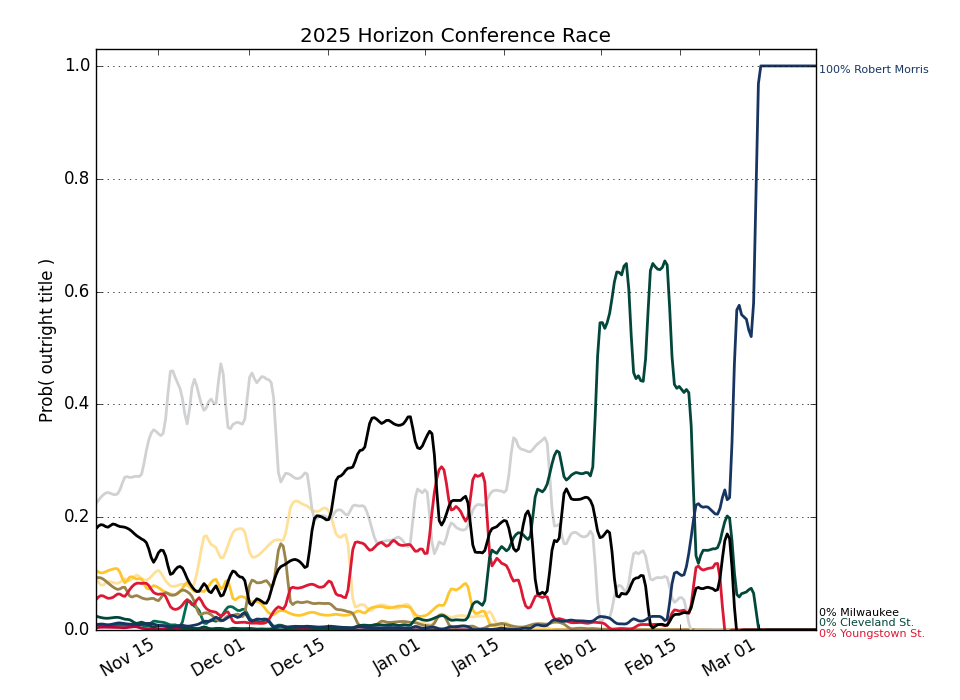 2025 Horizon Conference Race
Prob( outright title )
1.0
0.8
0.6
0.4
0.2
0.0
100% Robert Morris
0% Milwaukee
0% Cleveland St.
0% Youngstown St.
Nov 15
Dec 01
Dec 15
Jan 01
Jan 15
Feb 01
Feb 15
Mar 01